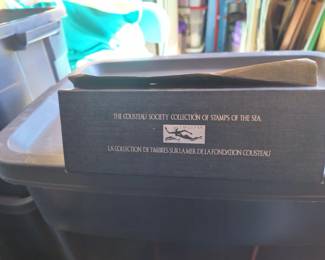 THE COUSTEAU SOCIETY COLLECTION OF STAMPS OF THE SEA
LA COLLECTION DE TIMBRES SUR LA MER DE LA FONDATION COUSTEAU